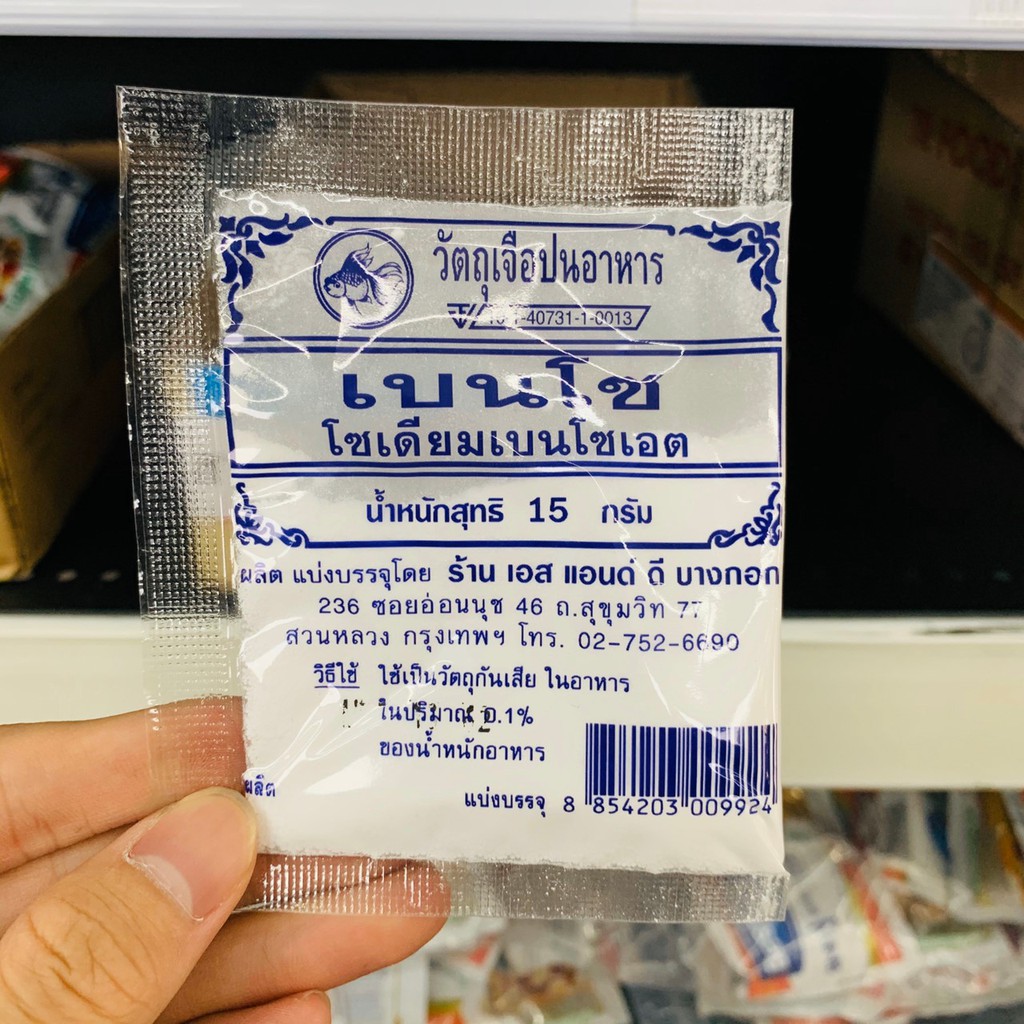 วัตถุเจือปนอาหาร
-40731-1-0013
เบนโซ
โซเดียมเบนโซเอต
น้ำหนักสุทธิ 15 กรัม
ผลิต แบ่งบรรจุโดย ร้าน เอส แอนด์ ดี บางกอก
236 ซอยอ่อนนุช 46 ถ.สุขุมวิท 77
สวนหลวง กรุงเทพฯ โทร. 02-752-6690
วิธีใช้ ใช้เป็นวัตถุกันเสีย ในอาหาร
ในปริมาณ 0.1%
ของน้ำหนักอาหาร
ผลิต แบ่งบรรจุ 8 854203 009924